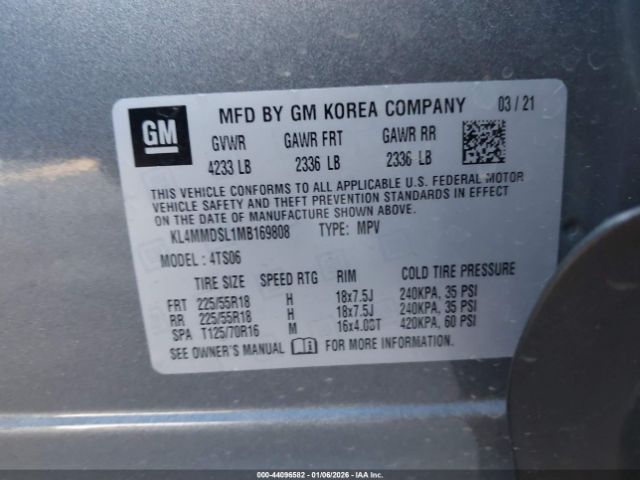 GM
MFD BY GM KOREA COMPANY 03 / 21
GVWR GAWR FRT GAWR RR
4233 LB 2336 LB 2336 LB
THIS VEHICLE CONFORMS TO ALL APPLICABLE U.S. FEDERAL MOTOR
VEHICLE SAFETY AND THEFT PREVENTION STANDARDS IN EFFECT
ON THE DATE OF MANUFACTURE SHOWN ABOVE.
KL4MMDSL1MB169808 TYPE: MPV
MODEL: 4TS06
TIRE SIZE SPEED RTG RIM COLD TIRE PRESSURE
FRT 225/55R18 H 18x7.5J 240KPA, 35 PSI
RR 225/55R18 H 18x7.5J 240KPA, 35 PSI
SPA T125/70R16 M 16x4.00T 420KPA, 60 PSI
SEE OWNER'S MANUAL FOR MORE INFORMATION.
000-44096582 - 01/06/2026 - IAAI.COM